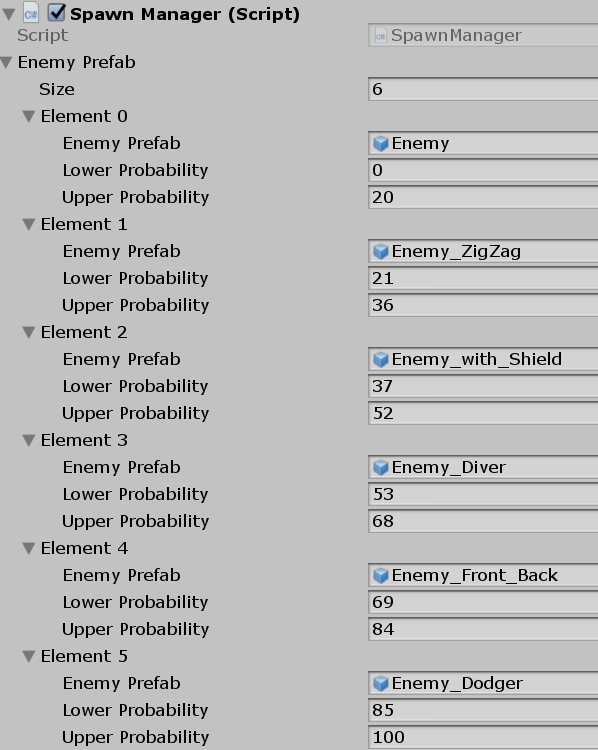 Spawn Manager (Script)
Script SpawnManager
Enemy Prefab
Size 6
Element 0
Enemy Prefab Enemy
Lower Probability 0
Upper Probability 20
Element 1
Enemy Prefab Enemy_ZigZag
Lower Probability 21
Upper Probability 36
Element 2
Enemy Prefab Enemy_with_Shield
Lower Probability 37
Upper Probability 52
Element 3
Enemy Prefab Enemy_Diver
Lower Probability 53
Upper Probability 68
Element 4
Enemy Prefab Enemy_Front_Back
Lower Probability 69
Upper Probability 84
Element 5
Enemy Prefab Enemy_Dodger
Lower Probability 85
Upper Probability 100